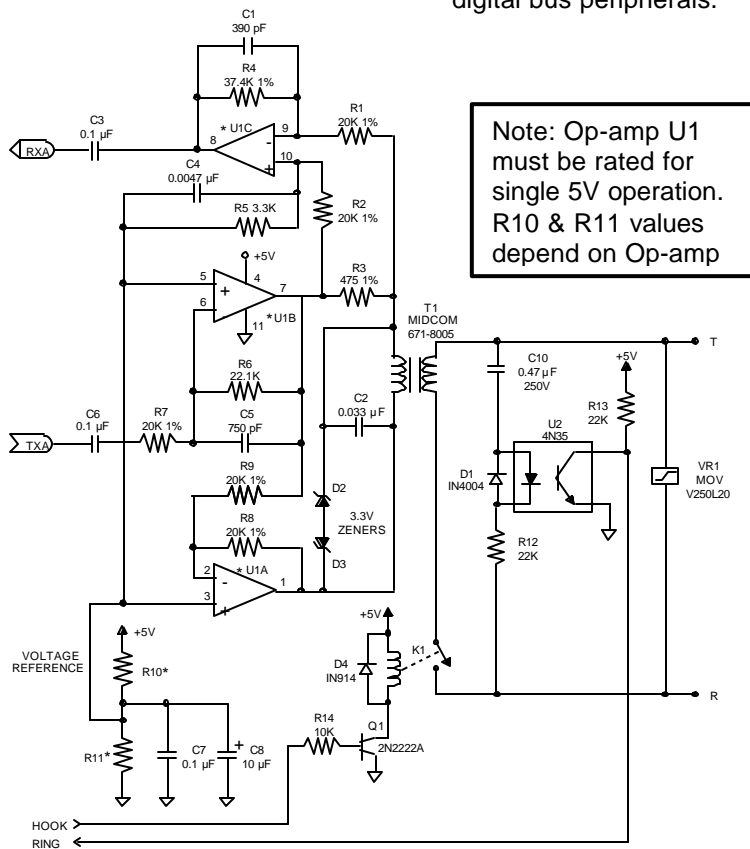 digital bus peripherals.
C1
390 pF
R4
37.4K 1%
C3
0.1 µF
RXA
* U1C
8
9
-
10
+
R1
20K 1%
C4
0.0047 µF
R2
20K 1%
R5 3.3K
Note: Op-amp U1
must be rated for
single 5V operation.
R10 & R11 values
depend on Op-amp
+5V
5
+
4
7
6
-
11
* U1B
R3
475 1%
T1
MIDCOM
671-8005
T
R6
22.1K
C2
0.033 µF
C10
0.47 µF
250V
+5V
R13
22K
C6
0.1 µF
TXA
R7
20K 1%
C5
750 pF
U2
4N35
D1
IN4004
VR1
MOV
V250L20
R9
20K 1%
R8
20K 1%
D2
3.3V
ZENERS
D3
R12
22K
2
-
* U1A
1
3
+
+5V
VOLTAGE
REFERENCE
R10*
+5V
D4
IN914
K1
R
R14
10K
Q1
2N2222A
R11*
C7
0.1 µF
+
C8
10 µF
HOOK
RING